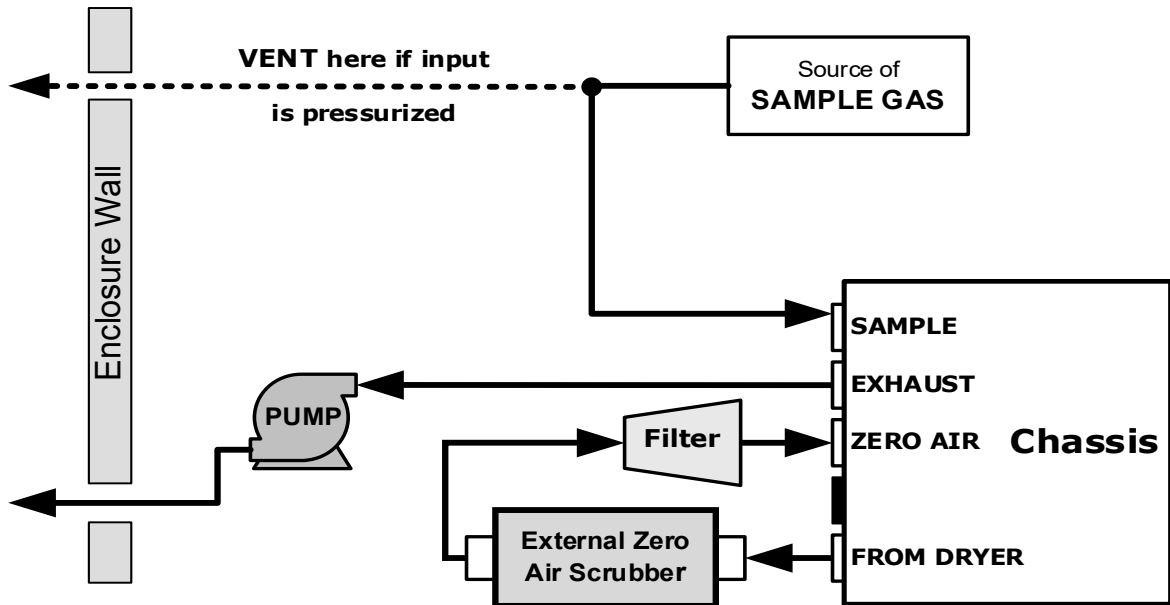 VENT here if input
is pressurized
Source of
SAMPLE GAS
Enclosure Wall
SAMPLE
EXHAUST
PUMP
Filter
ZERO AIR
Chassis
External Zero
Air Scrubber
FROM DRYER